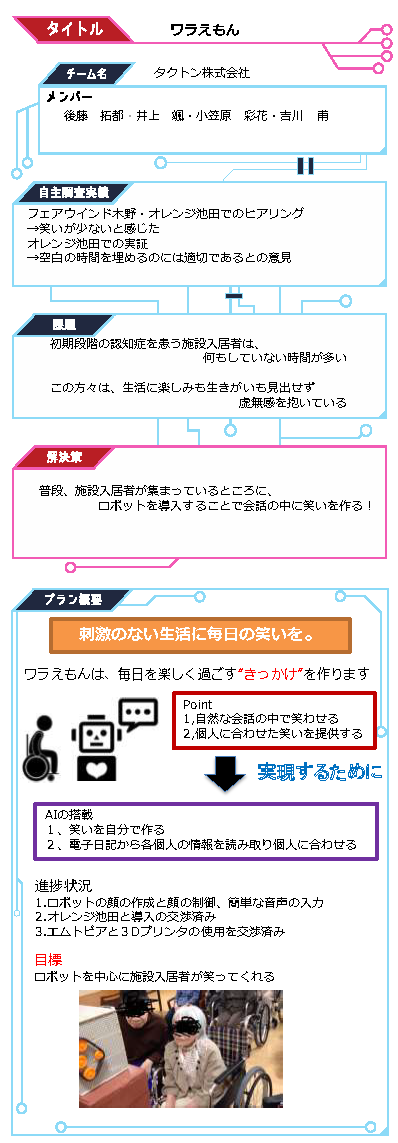 タイトル
ワラえもん
チーム名
タクトン株式会社
メンバー
後藤　拓都・井上　颯・小笠原　彩花・吉川　甫
自主調査実績
フェアウインド木野・オレンジ池田でのヒアリング
→笑いが少ないと感じた
オレンジ池田での実証
→空白の時間を埋めるのには適切であるとの意見
課題
初期段階の認知症を患う施設入居者は、
何もしていない時間が多い
この方々は、生活に楽しみも生きがいも見出せず
虚無感を抱いている
解決策
普段、施設入居者が集まっているところに、
ロボットを導入することで会話の中に笑いを作る！
プラン概要
刺激のない生活に毎日の笑いを。
ワラえもんは、毎日を楽しく過ごす"きっかけ"を作ります
Point
1,自然な会話の中で笑わせる
2,個人に合わせた笑いを提供する
実現するために
AIの搭載
１、笑いを自分で作る
２、電子日記から各個人の情報を読み取り個人に合わせる
進捗状況
1.ロボットの顔の作成と顔の制御、簡単な音声の入力
2.オレンジ池田と導入の交渉済み
3.エムトピアと３Dプリンタの使用を交渉済み
目標
ロボットを中心に施設入居者が笑ってくれる